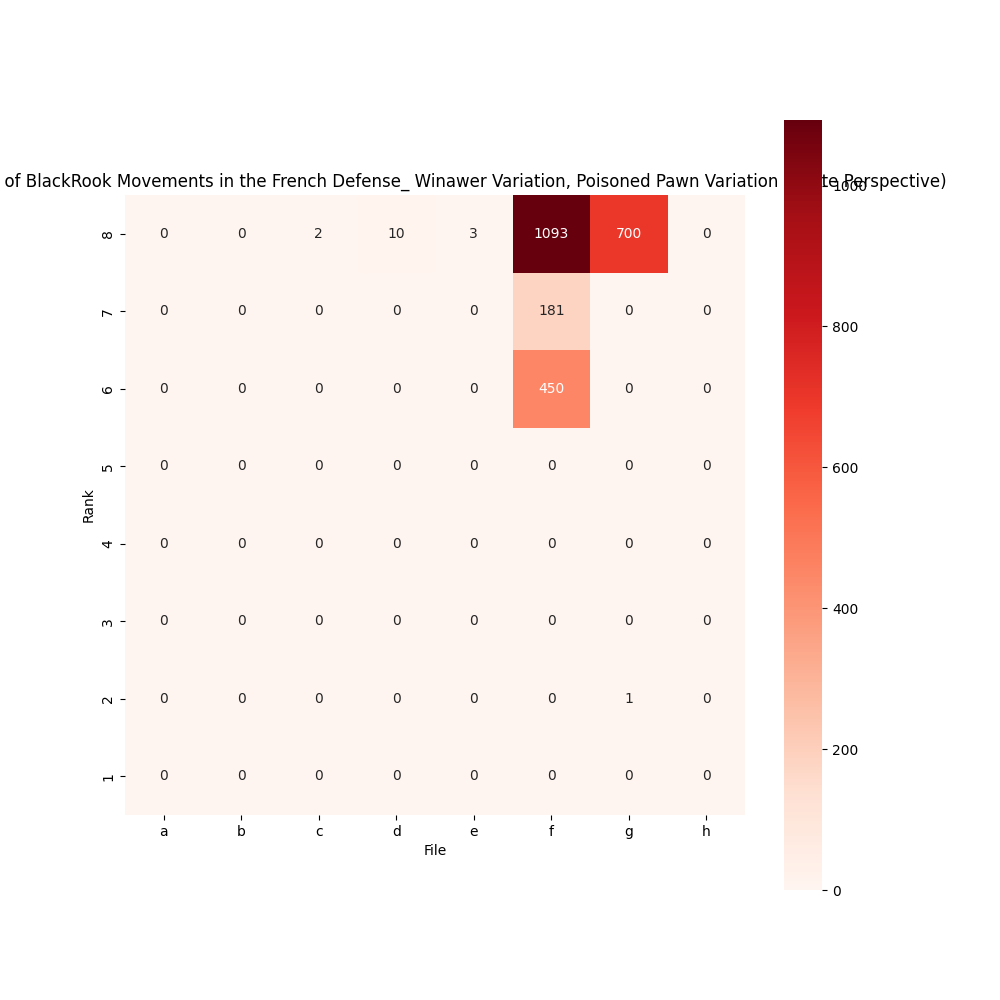 of BlackRook Movements in the French Defense_ Winawer Variation, Poisoned Pawn Variation te Perspective)
8 0 0 2 10 3 1093 700 0
7 0 0 0 0 0 181 0 0
6 0 0 0 0 0 450 0 0
5 0 0 0 0 0 0 0 0
4 0 0 0 0 0 0 0 0
3 0 0 0 0 0 0 0 0
2 0 0 0 0 0 0 1 0
1 0 0 0 0 0 0 0 0
a b c d e f g h
File
Rank
1000
800
600
400
200
0